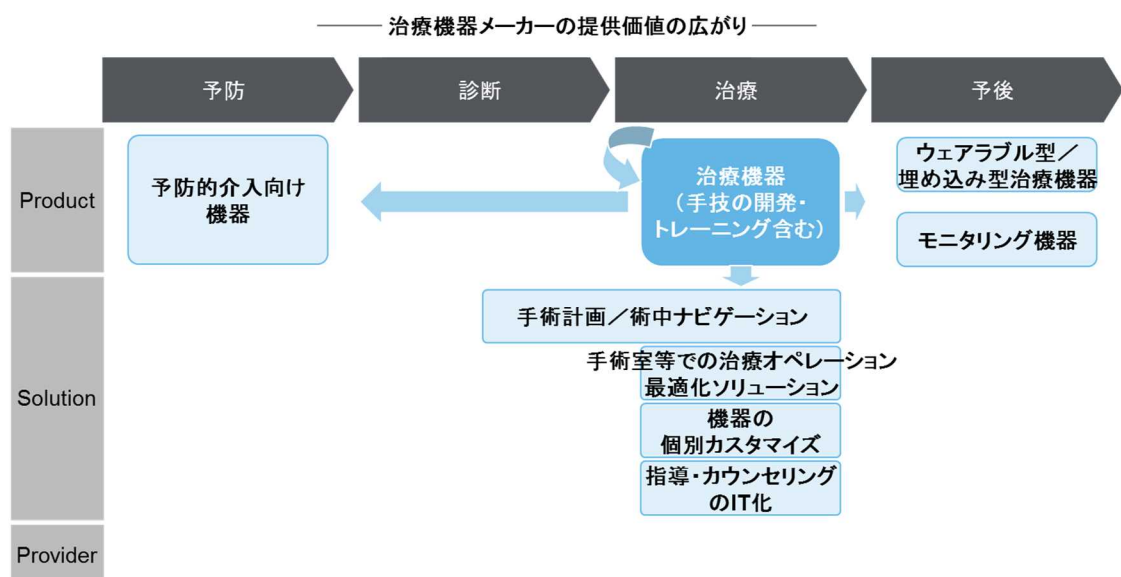 治療機器メーカーの提供価値の広がり
予防
診断
治療
予後
Product
予防的介入向け
機器
治療機器
（手技の開発・
トレーニング含む）
ウェアラブル型／
埋め込み型治療機器
モニタリング機器
Solution
手術計画／術中ナビゲーション
手術室等での治療オペレーション
最適化ソリューション
機器の
個別カスタマイズ
指導・カウンセリング
のIT化
Provider